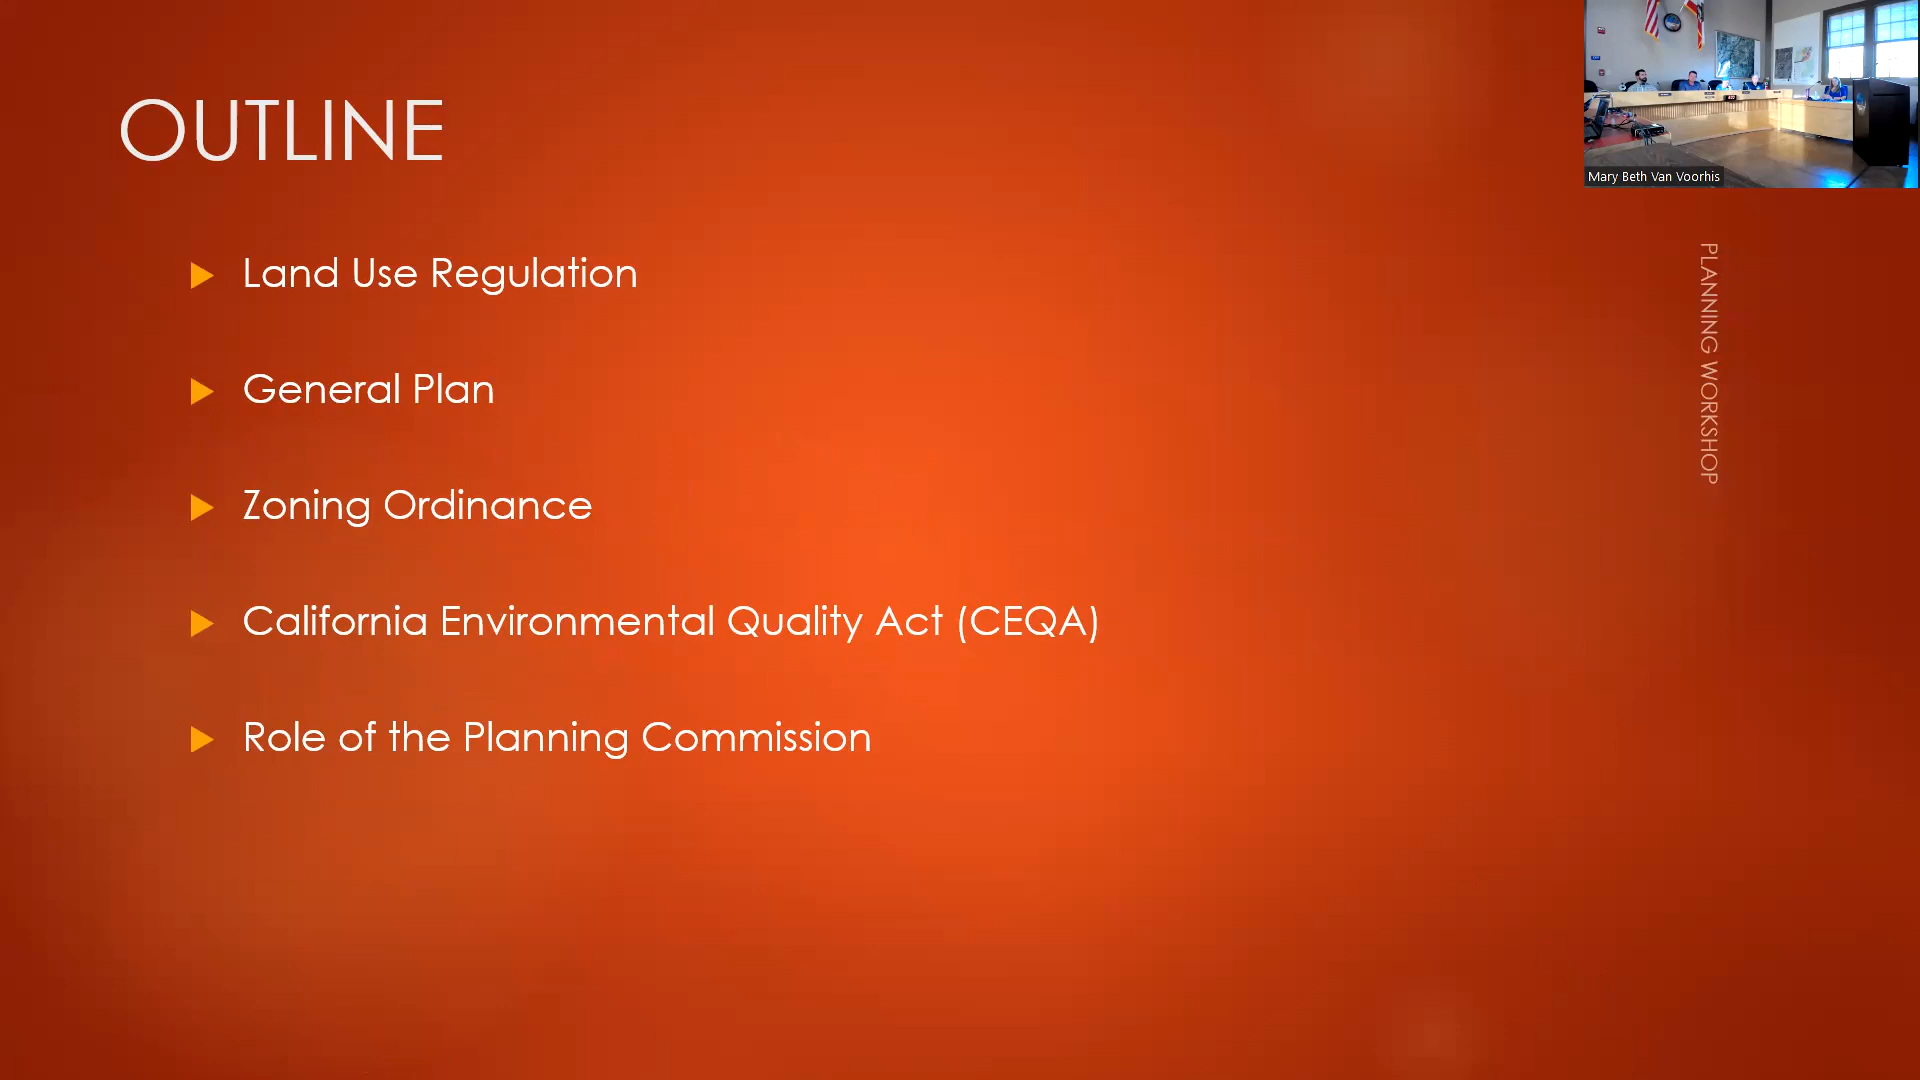 OUTLINE
Land Use Regulation
General Plan
Zoning Ordinance
California Environmental Quality Act (CEQA)
Role of the Planning Commission
Mary Beth Van Voorhis
PLANNING WORKSHOP